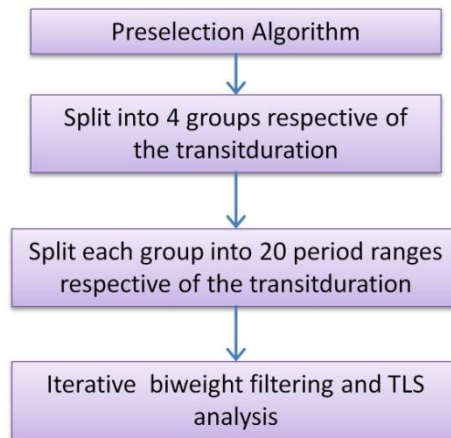 Preselection Algorithm
Split into 4 groups respective of
the transitduration
Split each group into 20 period ranges
respective of the transitduration
Iterative biweight filtering and TLS
analysis